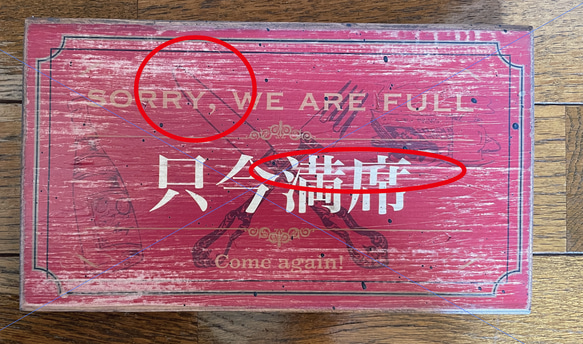 SORRY, WE ARE FULL
只今満席
Come again!